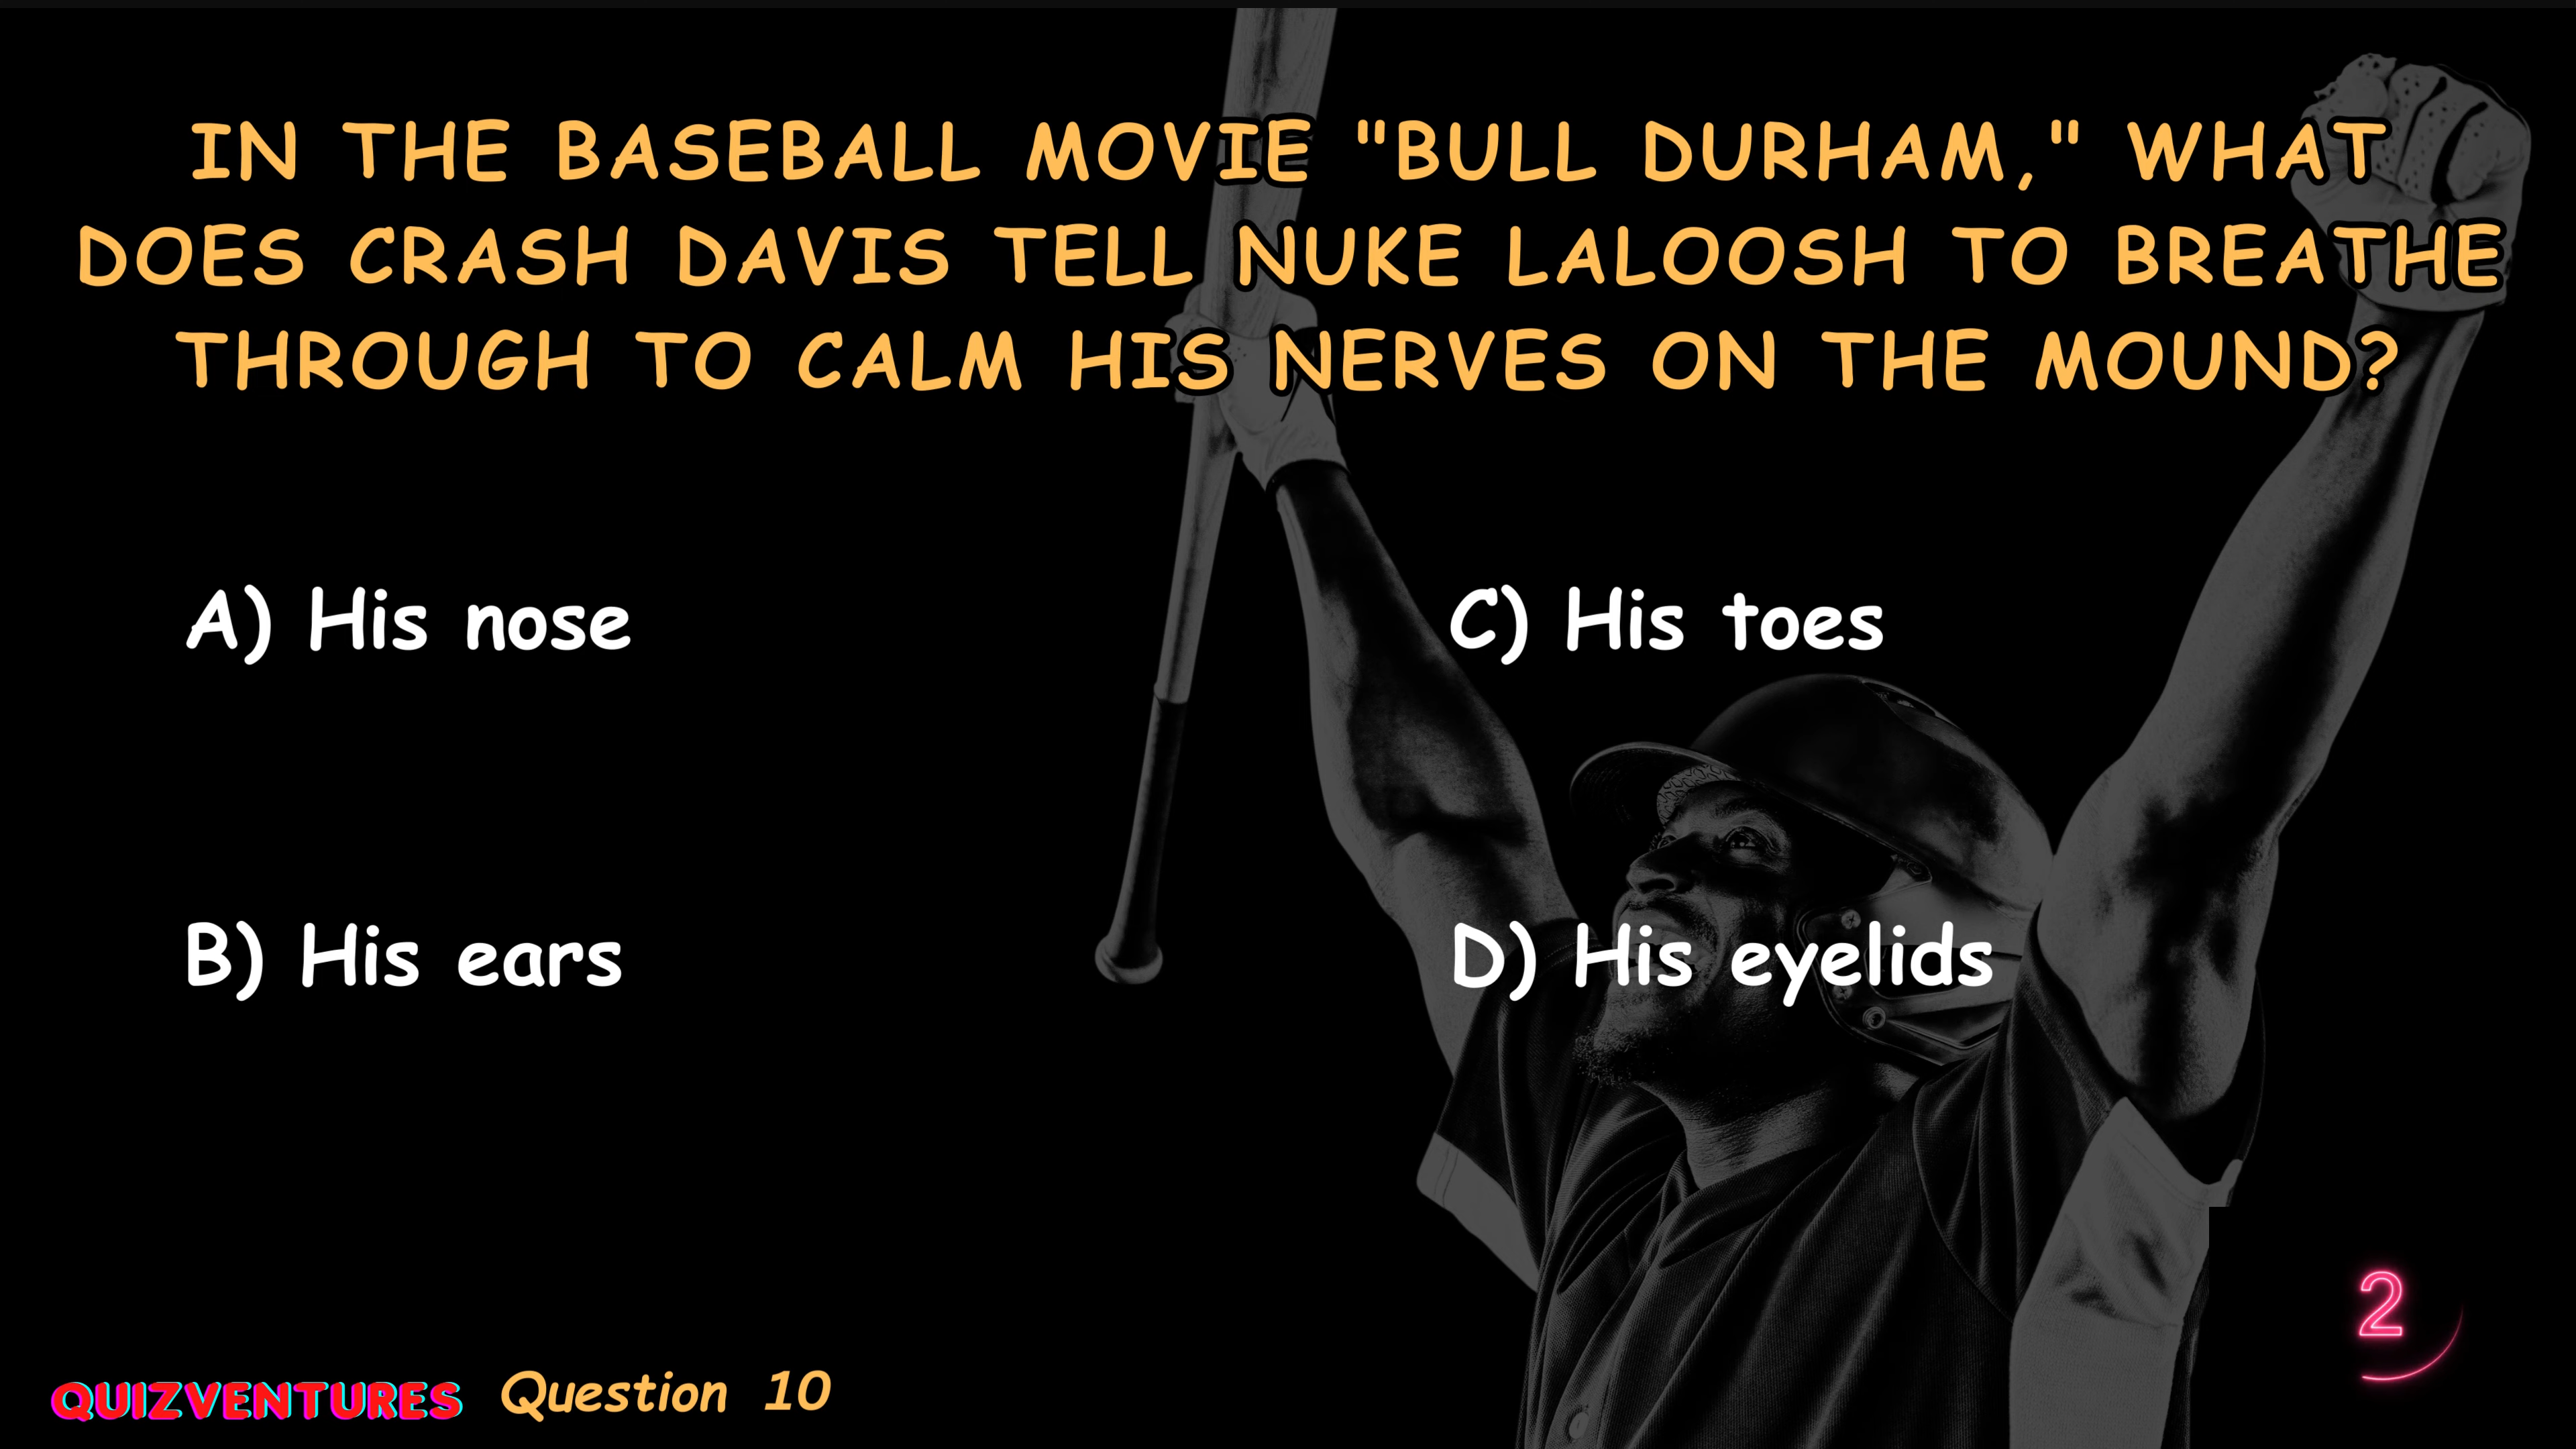 IN THE BASEBALL MOVIE "BULL DURHAM," WHAT
DOES CRASH DAVIS TELL NUKE LALOOSH TO BREATHE
THROUGH TO CALM HIS NERVES ON THE MOUND?
A) His nose
C) His toes
B) His ears
D) His eyelids
2
QUIZVENTURES Question 10